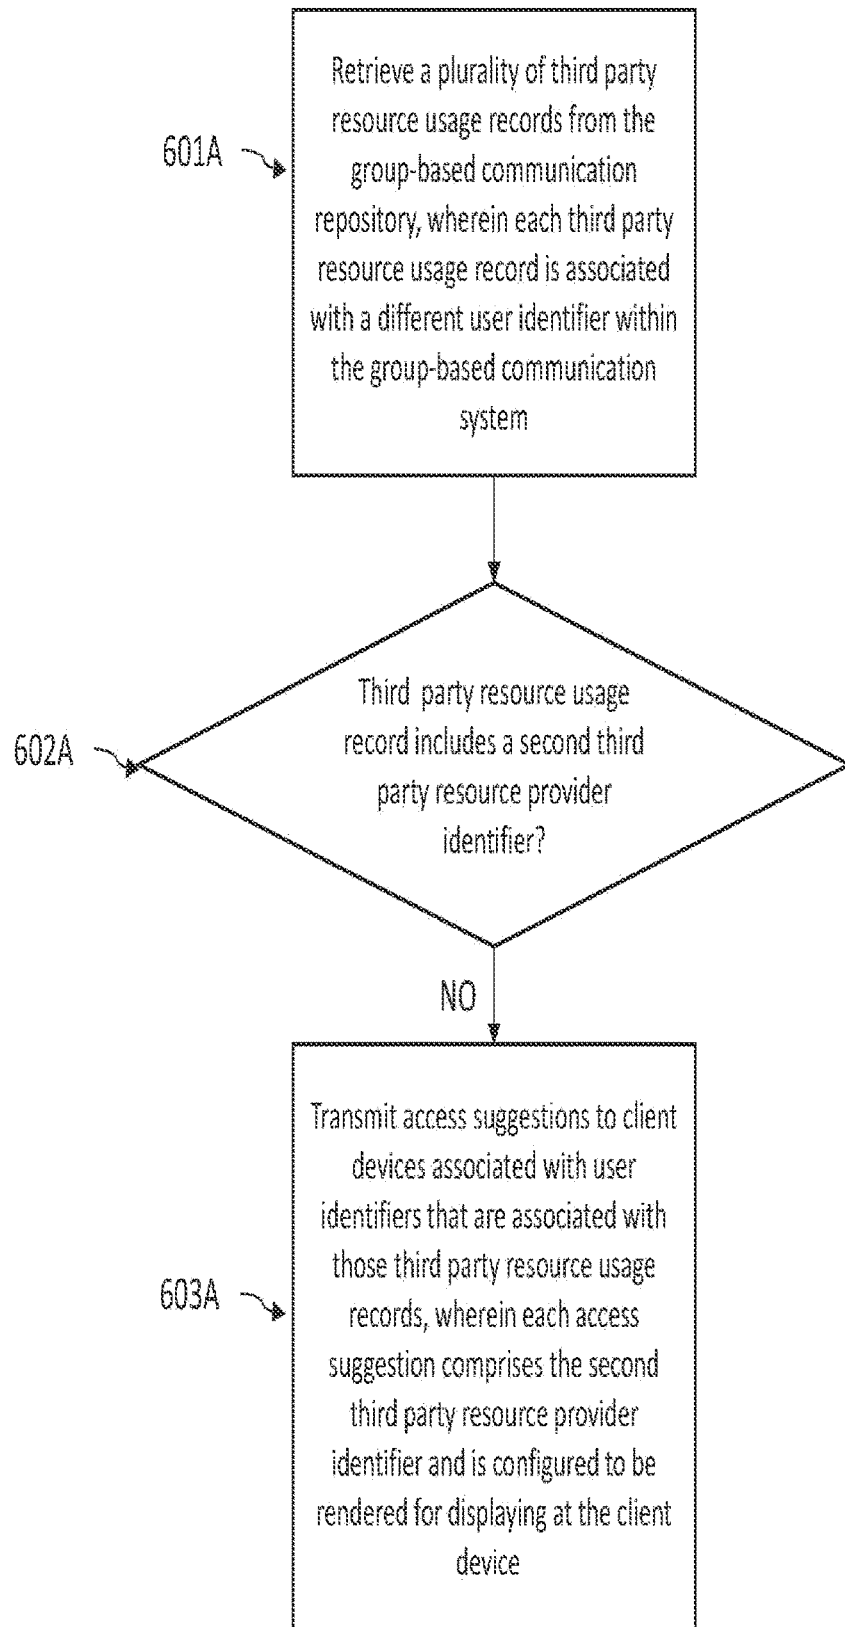 Retrieve a plurality of third party
resource usage records from the
group-based communication
repository, wherein each third party
resource usage record is associated
with a different user identifier within
the group-based communication
system
601A
Third party resource usage
record includes a second third
party resource provider
identifier?
602A
NO
Transmit access suggestions to client
devices associated with user
identifiers that are associated with
those third party resource usage
records, wherein each access
suggestion comprises the second
third party resource provider
identifier and is configured to be
rendered for displaying at the client
device
603A